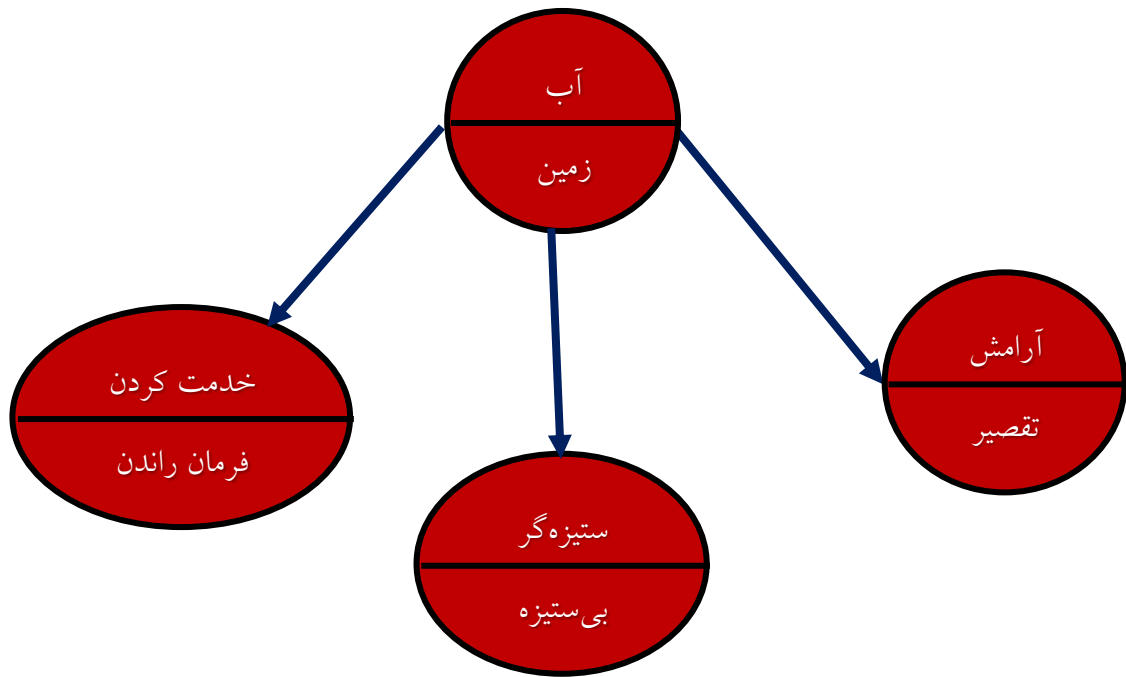 آب
زمین
آرامش
تقصیر
خدمت کردن
فرمان راندن
ستیزه‌گر
بی‌ستیزه